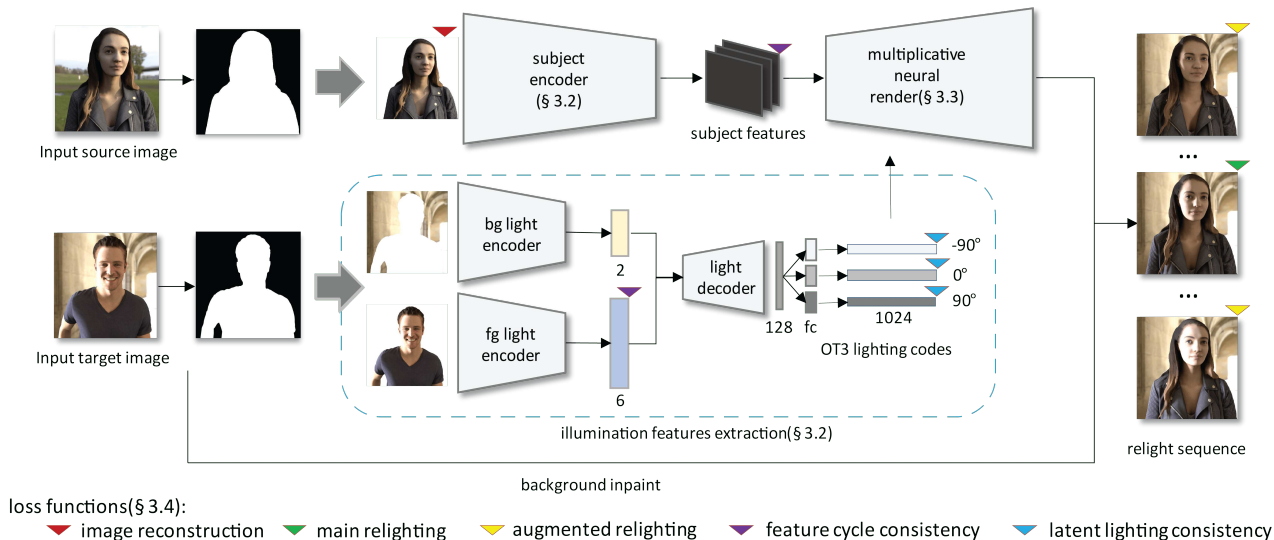 Input source image
subject
encoder
(§ 3.2)
subject features
multiplicative
neural
render(§ 3.3)
...
...
relight sequence
Input target image
bg light
encoder
2
fg light
encoder
6
light
decoder
128
fc
1024
-90°
0°
90°
OT3 lighting codes
illumination features extraction(§ 3.2)
background inpaint
loss functions(§ 3.4):
image reconstruction
main relighting
augmented relighting
feature cycle consistency
latent lighting consistency